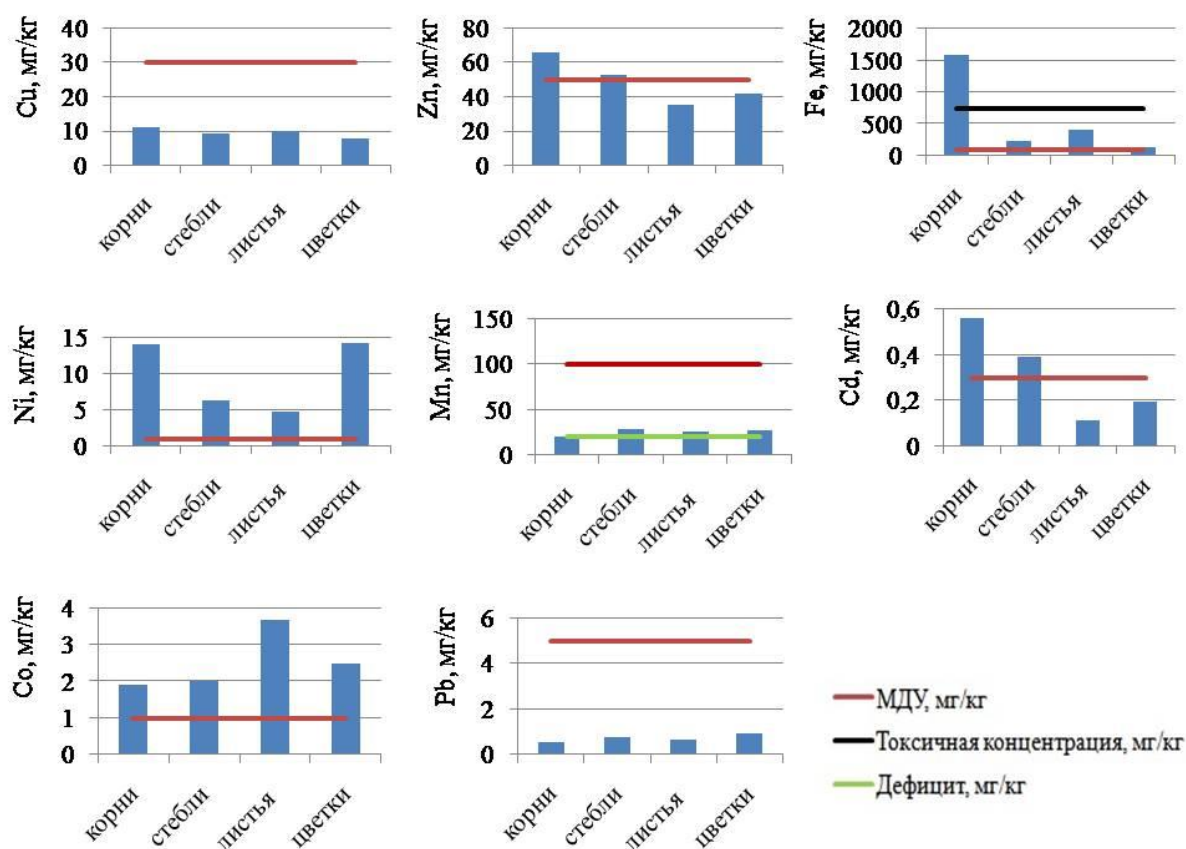 Cu, мг/кг
40
30
20
10
0
корни
стебли
листья
цветки
Zn, мг/кг
80
60
40
20
0
корни
стебли
листья
цветки
Fe, мг/кг
2000
1500
1000
500
0
корни
стебли
листья
цветки
Ni, мг/кг
15
10
5
0
корни
стебли
листья
цветки
Mn, мг/кг
150
100
50
0
корни
стебли
листья
цветки
Cd, мг/кг
0,6
0,4
0,2
0
корни
стебли
листья
цветки
Co, мг/кг
4
3
2
1
0
корни
стебли
листья
цветки
Pb, мг/кг
6
4
2
0
корни
стебли
листья
цветки
МДУ, мг/кг
Токсичная концентрация, мг/кг
Дефицит, мг/кг